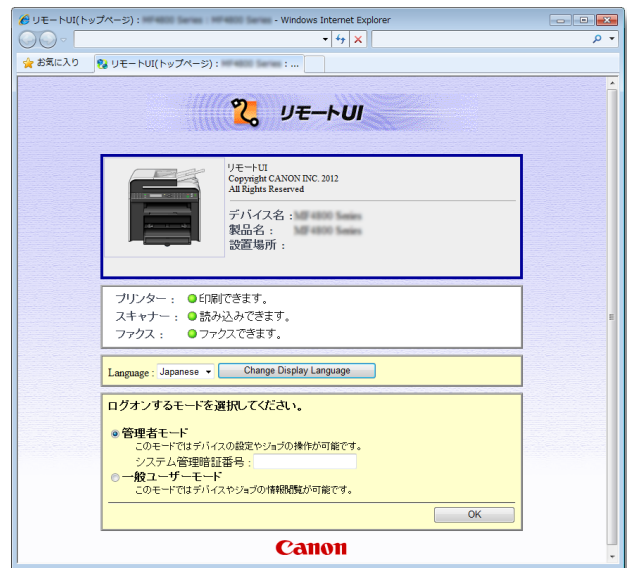 リモートUI(トップページ) : - Windows Internet Explorer
お気に入り
リモートUI(トップページ) : : ...
リモートUI
リモートUI
Copyright CANON INC. 2012
All Rights Reserved
デバイス名 :
製品名 :
設置場所 :
プリンター : 印刷できます。
スキャナー : 読み込みできます。
ファクス : ファクスできます。
Language : Japanese Change Display Language
ログオンするモードを選択してください。
管理者モード
このモードではデバイスの設定やジョブの操作が可能です。
システム管理暗証番号 :
一般ユーザーモード
このモードではデバイスやジョブの情報閲覧が可能です。
OK
Canon